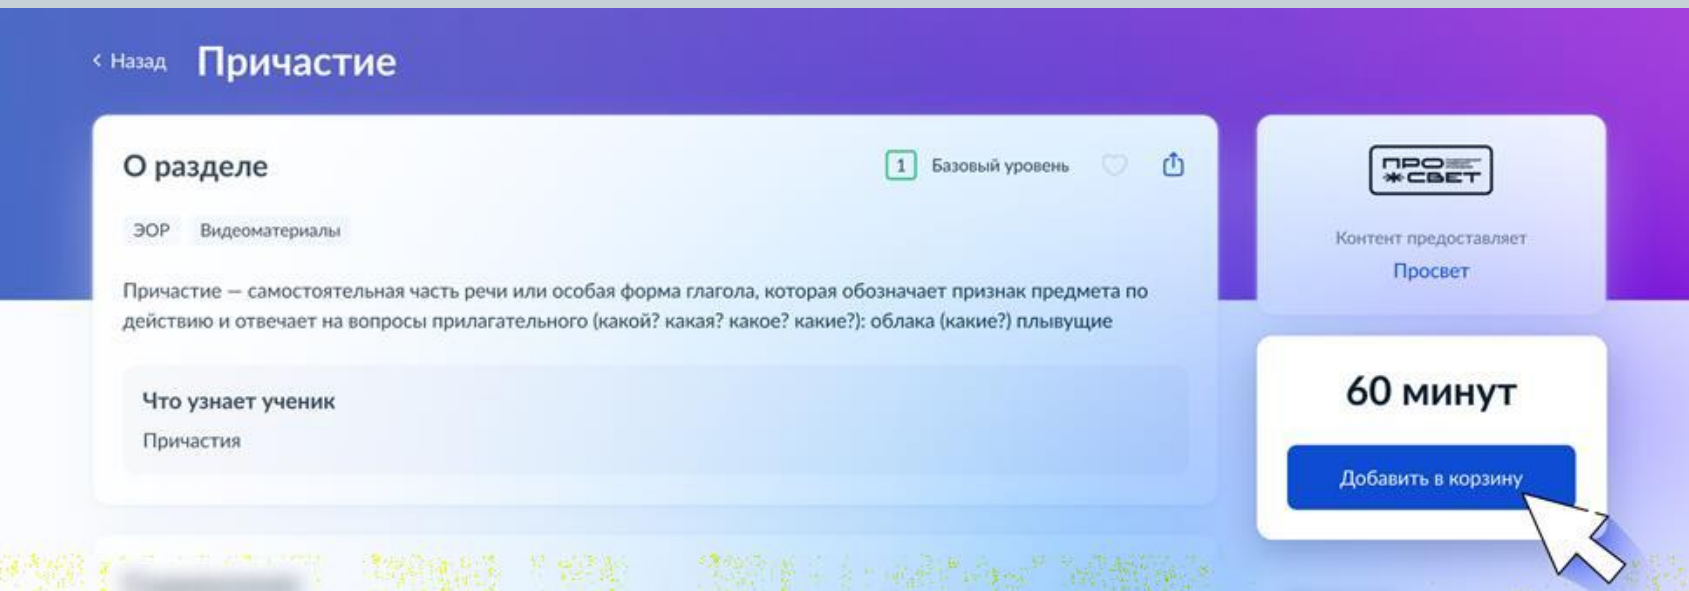 Назад
Причастие
О разделе
1 Базовый уровень
ЭОР Видеоматериалы
Причастие — самостоятельная часть речи или особая форма глагола, которая обозначает признак предмета по
действию и отвечает на вопросы прилагательного (какой? какая? какое? какие?): облака (какие?) плывущие
Что узнает ученик
Причастия
ПРО
СВЕТ
Контент предоставляет
Просвет
60 минут
Добавить в корзину